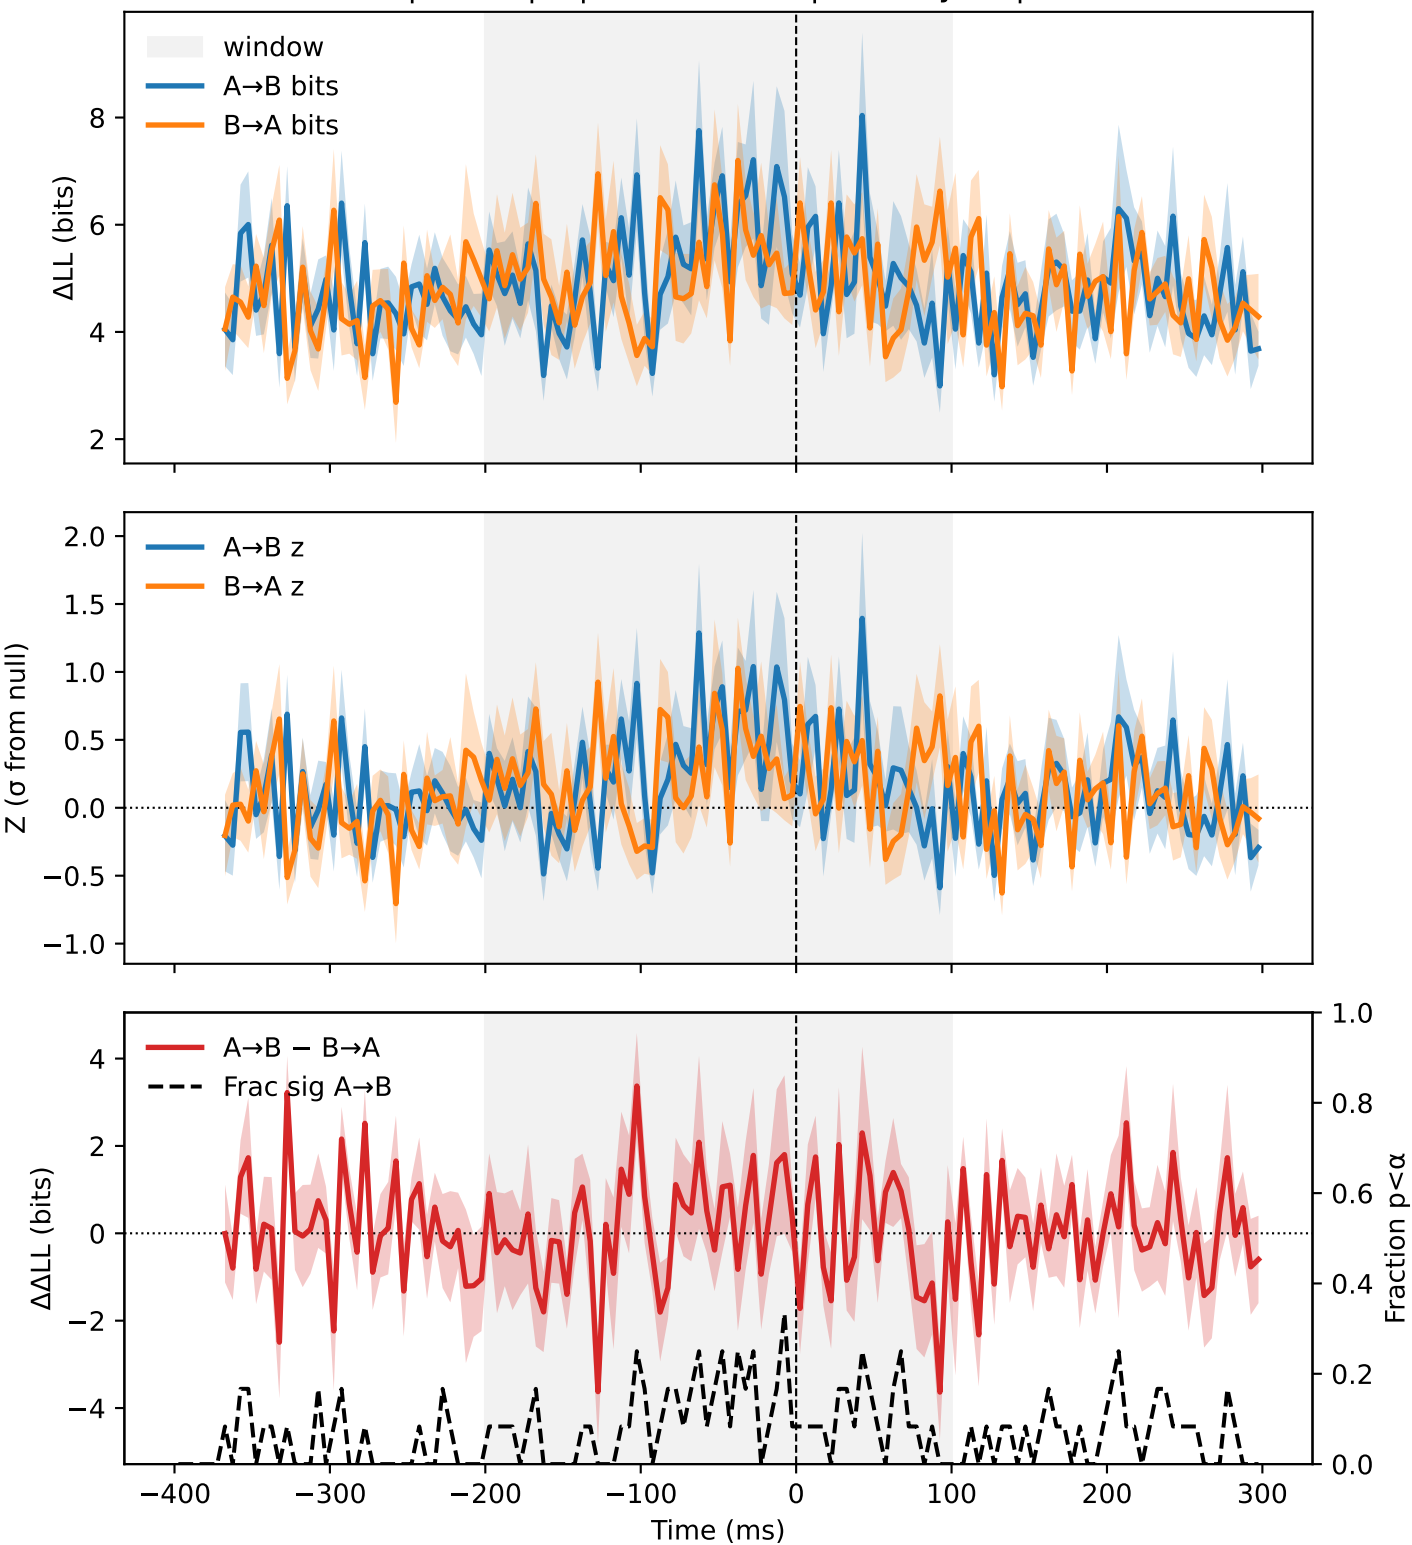 window
A→B bits
B→A bits
ΔLL (bits)
8
6
4
2
A→B z
B→A z
Z (σ from null)
2.0
1.5
1.0
0.5
0.0
−0.5
−1.0
A→B − B→A
Frac sig A→B
ΔΔLL (bits)
4
2
0
−2
−4
1.0
0.8
0.6
0.4
0.2
0.0
Fraction p<α
−400 −300 −200 −100 0 100 200 300
Time (ms)